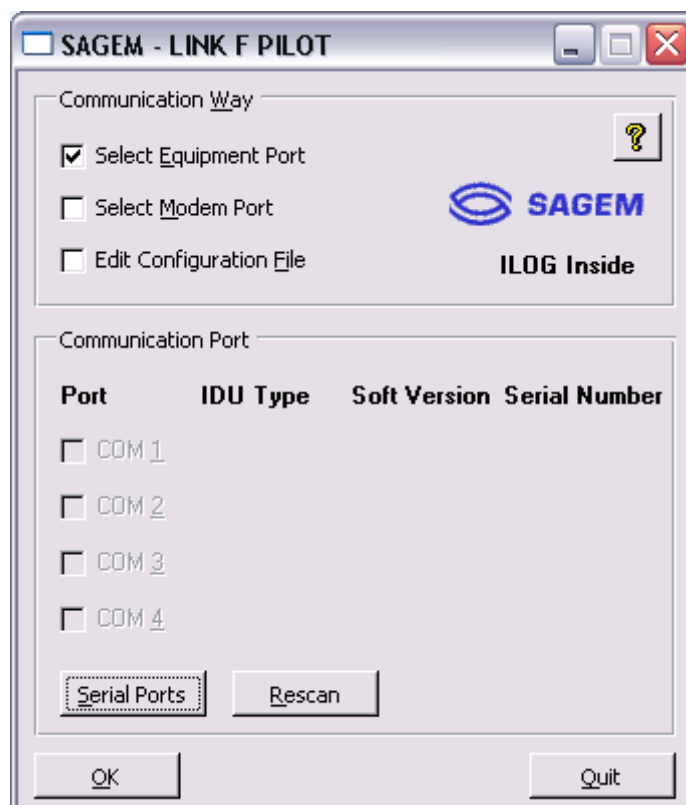 SAGEM - LINK F PILOT
Communication Way
?
Select Equipment Port
Select Modem Port
SAGEM
Edit Configuration File
ILOG Inside
Communication Port
Port IDU Type Soft Version Serial Number
COM 1
COM 2
COM 3
COM 4
Serial Ports Rescan
OK Quit